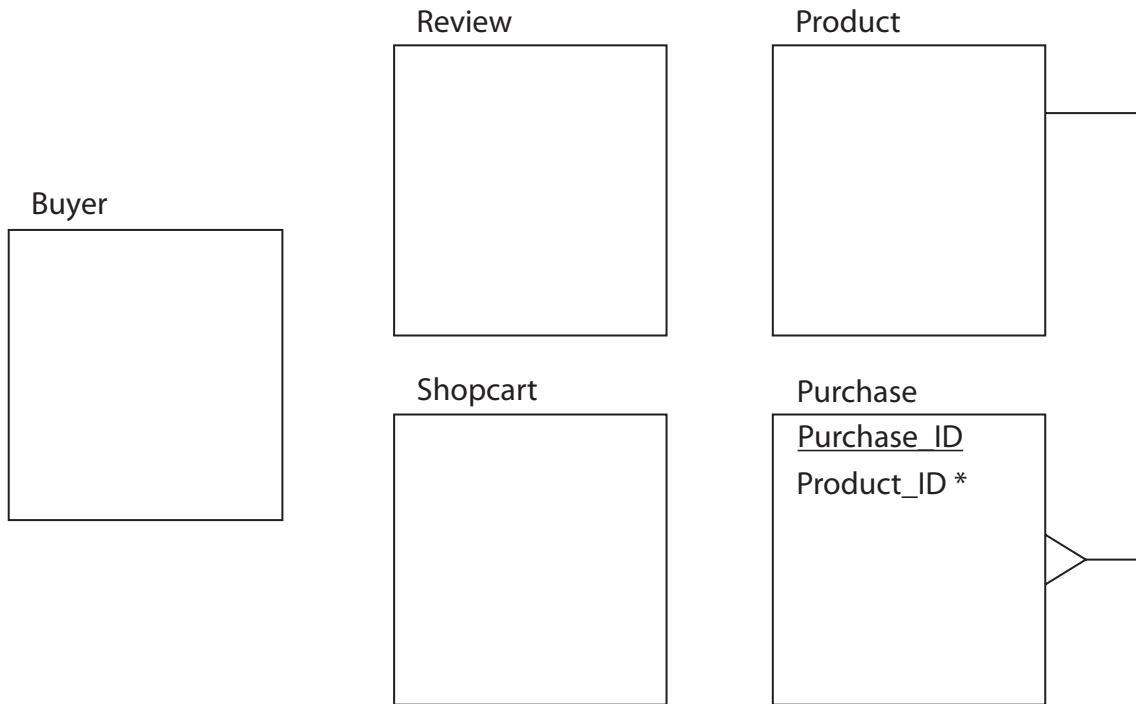 Review
Product
Buyer
Shopcart
Purchase
Purchase_ID
Product_ID *